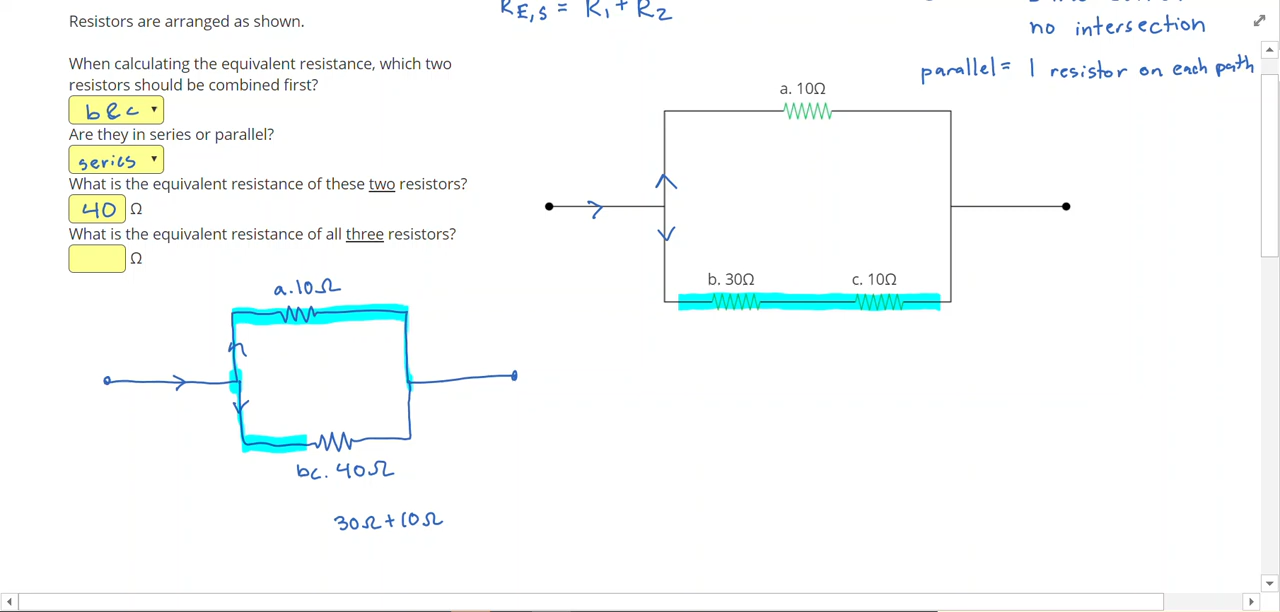 Resistors are arranged as shown.
When calculating the equivalent resistance, which two
resistors should be combined first?
b & c
Are they in series or parallel?
series
What is the equivalent resistance of these two resistors?
40 Ω
What is the equivalent resistance of all three resistors?
Ω
R_E,S = R₁ + R₂
no intersection
parallel = 1 resistor on each path
a. 10Ω
b. 30Ω c. 10Ω
a. 10Ω
bc. 40Ω
30Ω + 10Ω